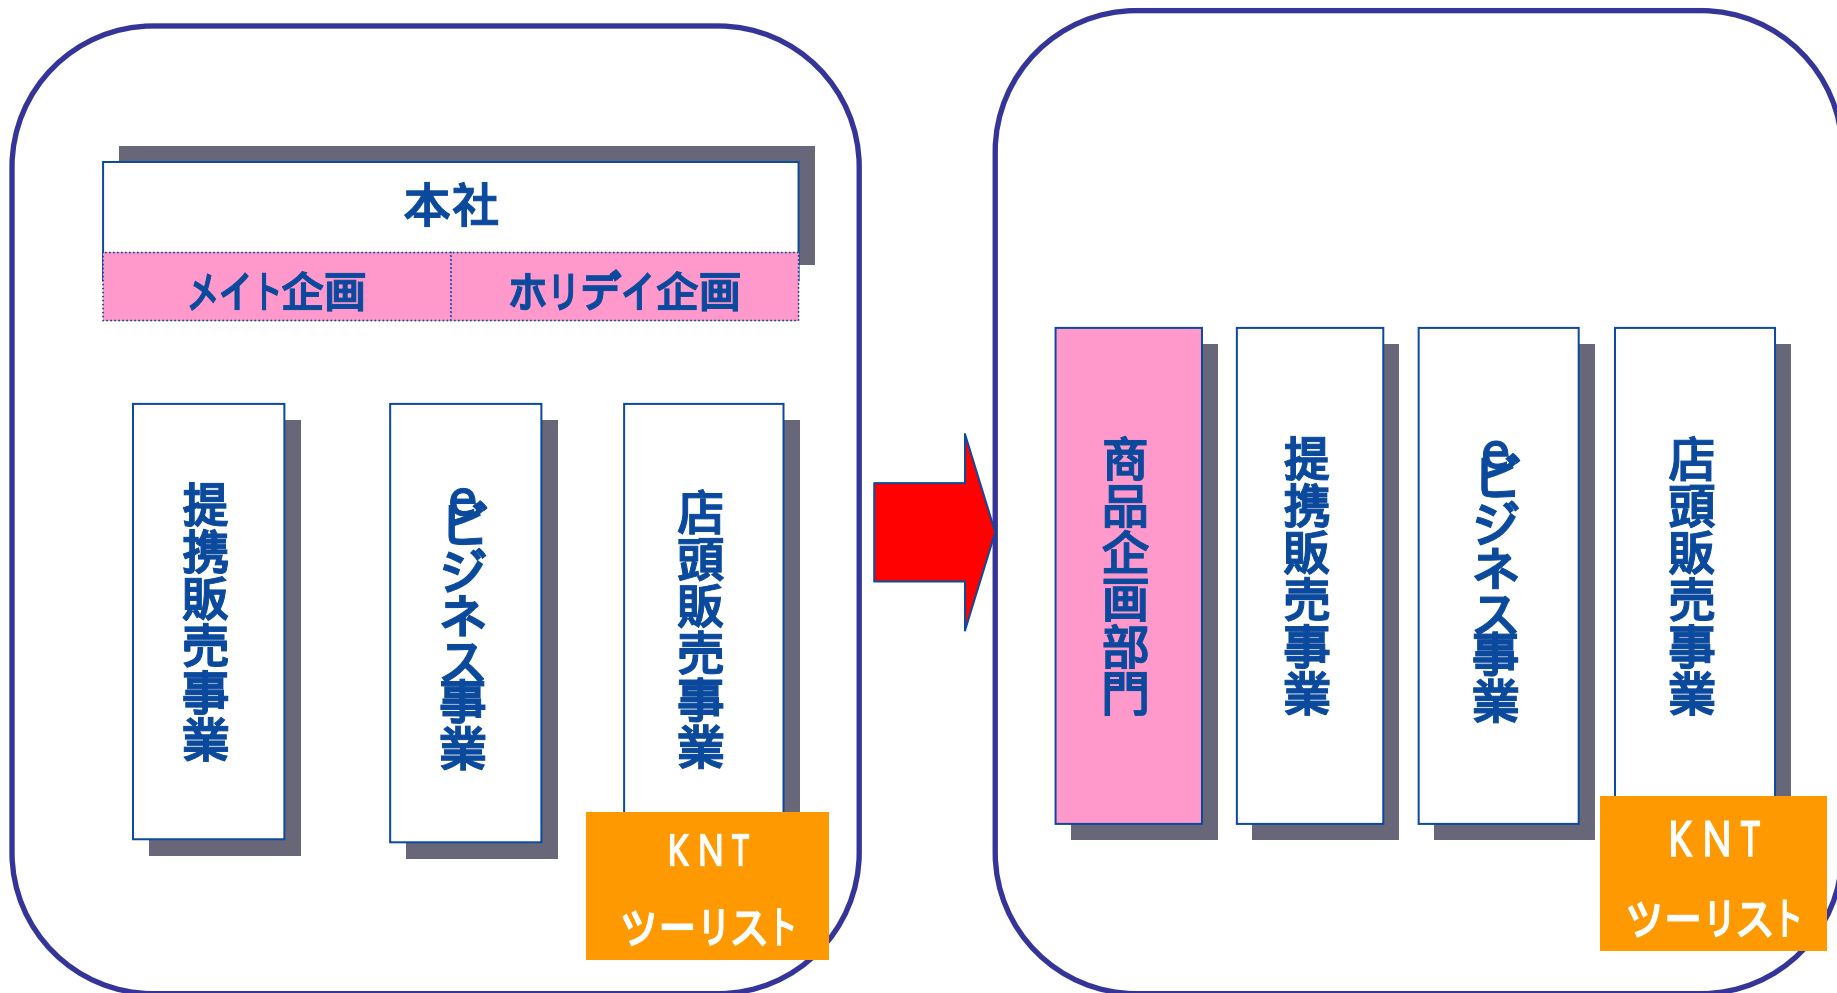 本社
メイト企画
ホリデイ企画
提携販売事業
eビジネス事業
店頭販売事業
KNT
ツーリスト
商品企画部門
提携販売事業
eビジネス事業
店頭販売事業
KNT
ツーリスト